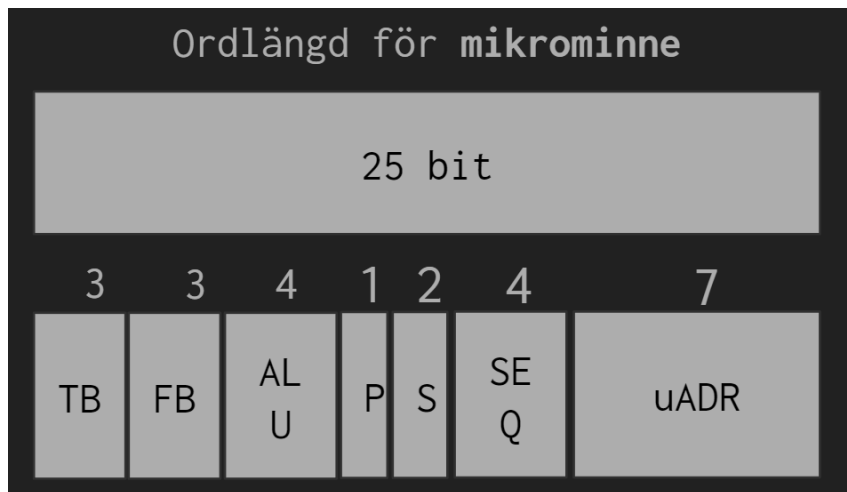 Ordlängd för mikrominne
25 bit
3 3 4 1 2 4 7
TB FB AL
U P S SE
Q uADR